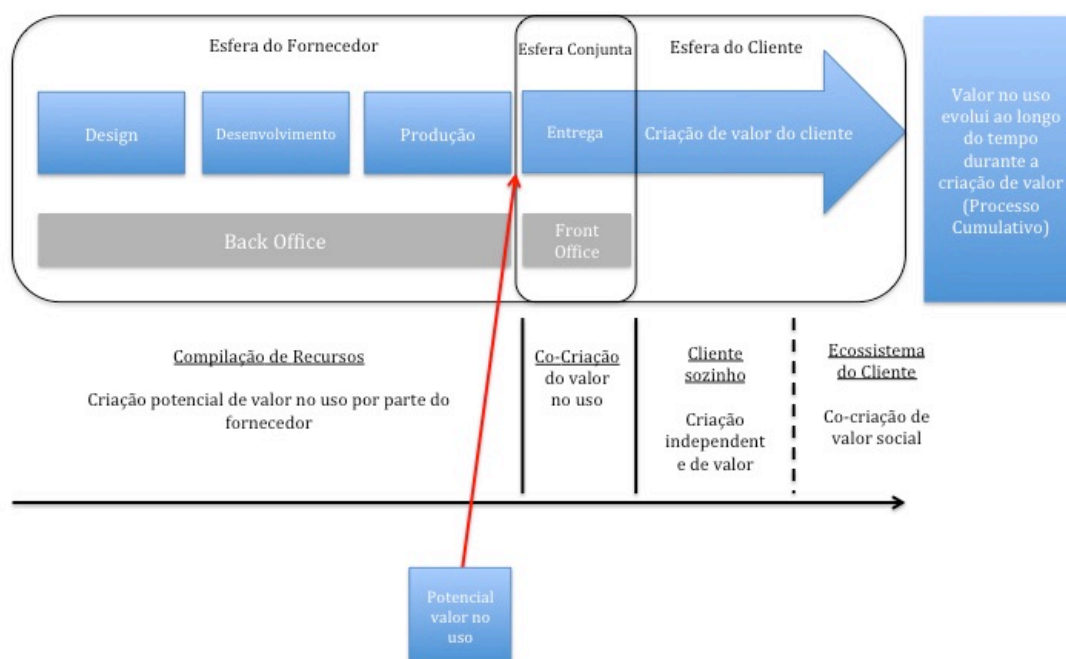 Esfera do Fornecedor
Esfera Conjunta
Esfera do Cliente
Design
Desenvolvimento
Produção
Entrega
Criação de valor do cliente
Valor no uso
evolui ao longo
do tempo
durante a
criação de valor
(Processo
Cumulativo)
Back Office
Front
Office
Compilação de Recursos
Criação potencial de valor no uso por parte do
fornecedor
Co-Criação
do valor
no uso
Cliente
sozinho
Criação
independent
e de valor
Ecossistema
do Cliente
Co-criação de
valor social
Potencial
valor no
uso